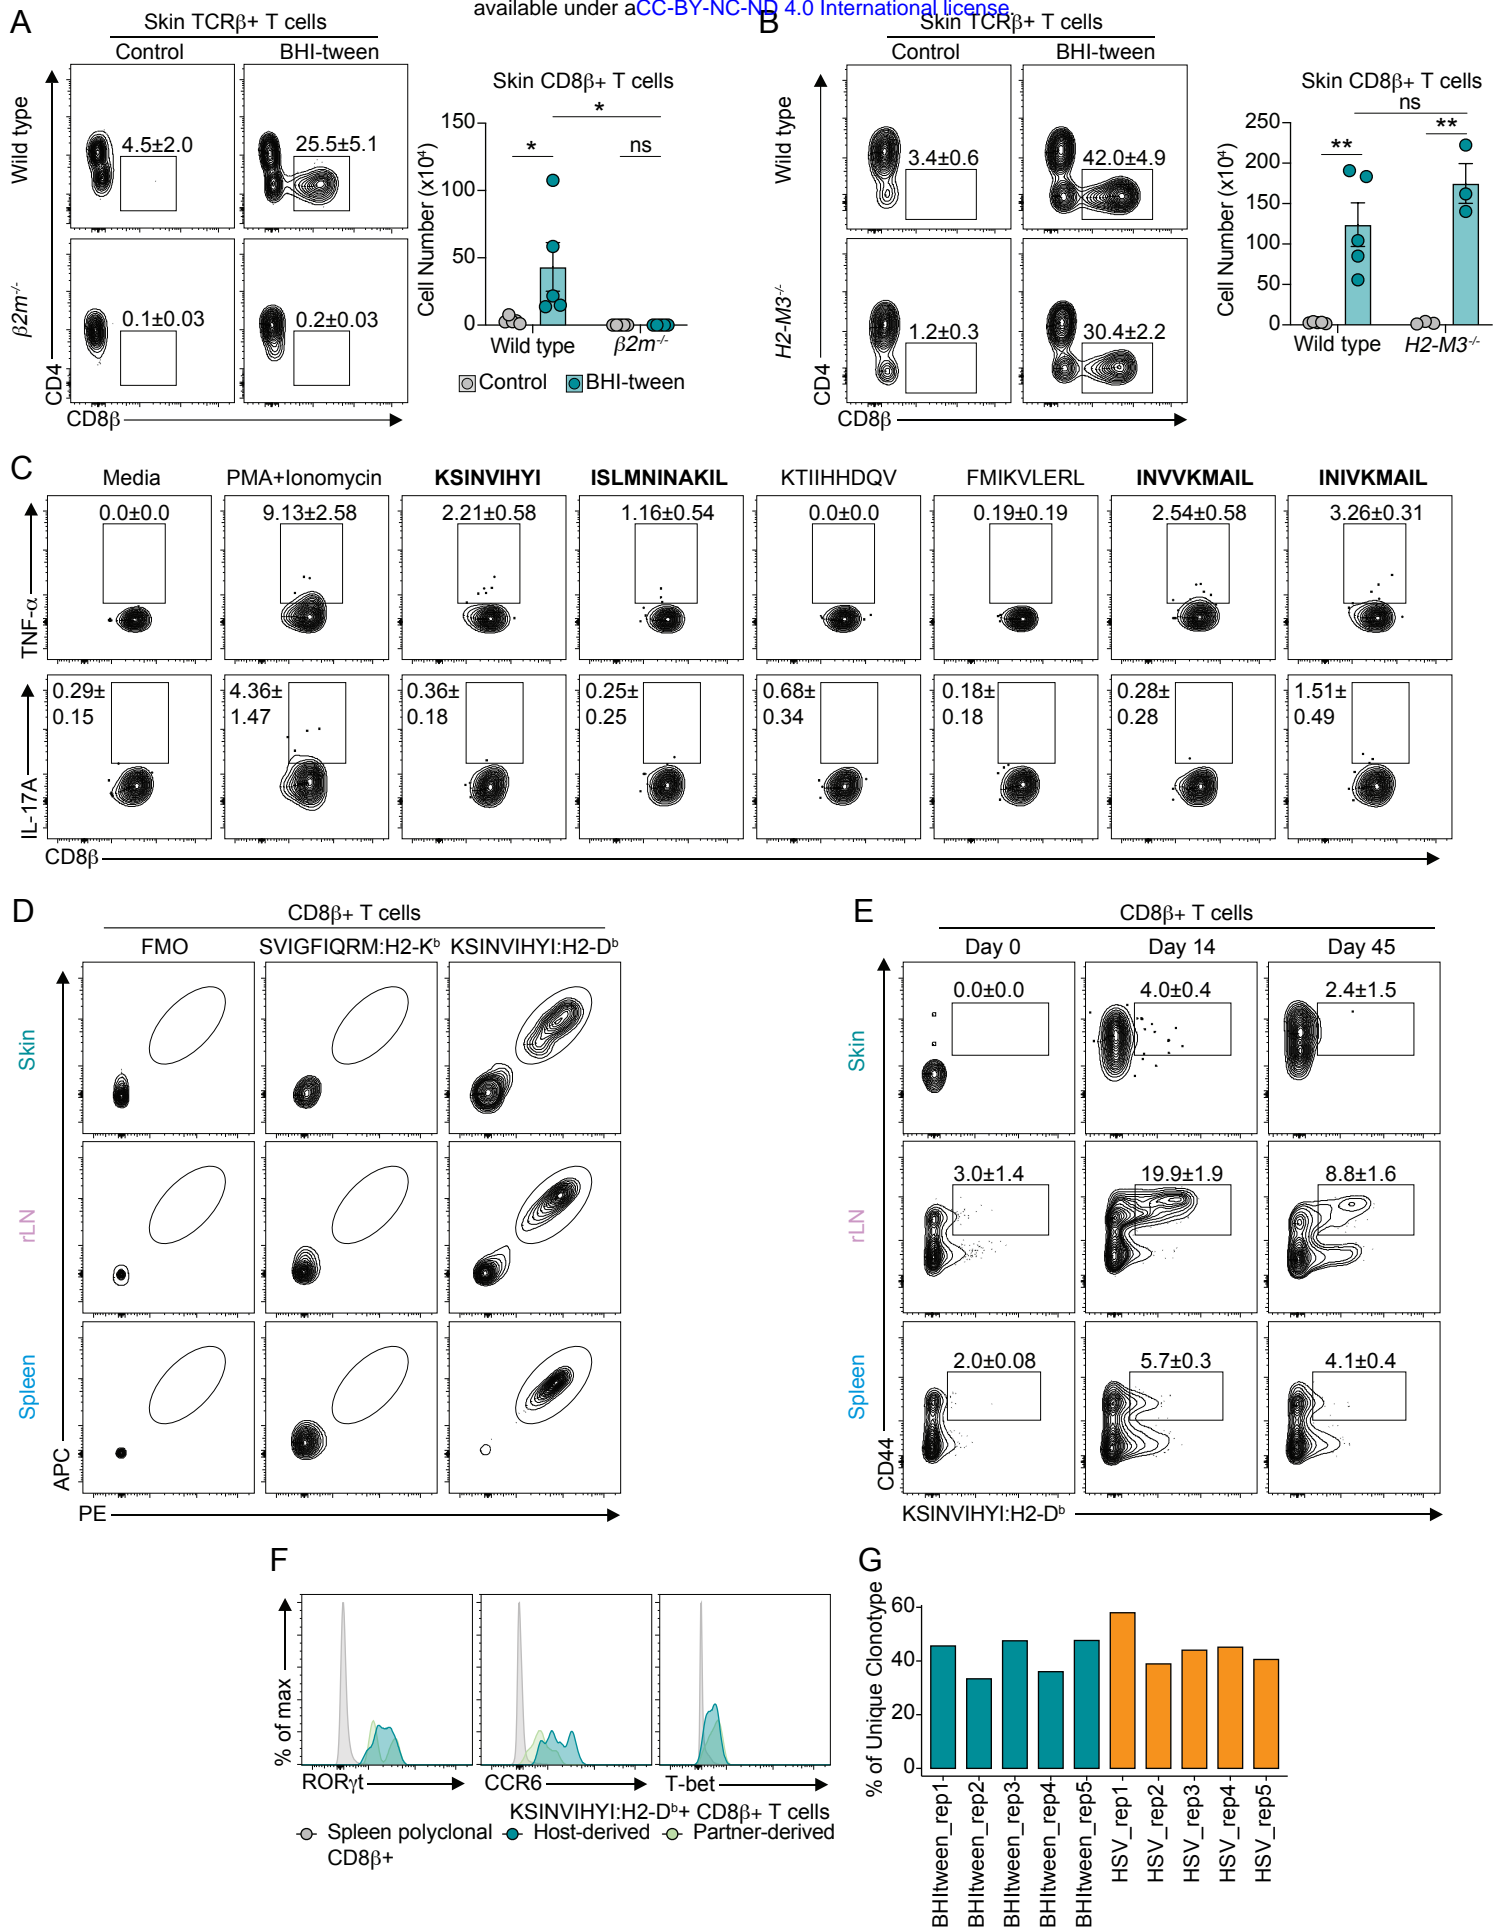 available under aCC-BY-NC-ND 4.0 International license.
A
Skin TCRβ+ T cells
Control
BHI-tween
Wild type
β2m-/-
4.5±2.0
25.5±5.1
0.1±0.03
0.2±0.03
CD4
CD8β
Skin CD8β+ T cells
*
*
ns
Cell Number (x10⁴)
150
100
50
0
Wild type
β2m-/-
Control
BHI-tween
B
Skin TCRβ+ T cells
Control
BHI-tween
Wild type
H2-M3-/-
3.4±0.6
42.0±4.9
1.2±0.3
30.4±2.2
CD4
CD8β
Skin CD8β+ T cells
ns
**
**
Cell Number (x10⁴)
250
200
150
100
50
0
Wild type
H2-M3-/-
C
Media
PMA+Ionomycin
KSINVIHYI
ISLMNINAKIL
KTIIHHDQV
FMIKVLERL
INVVKMAIL
INIVKMAIL
TNF-α
0.0±0.0
9.13±2.58
2.21±0.58
1.16±0.54
0.0±0.0
0.19±0.19
2.54±0.58
3.26±0.31
IL-17A
0.29±
0.15
4.36±
1.47
0.36±
0.18
0.25±
0.25
0.68±
0.34
0.18±
0.18
0.28±
0.28
1.51±
0.49
CD8β
D
CD8β+ T cells
FMO
SVIGFIQRM:H2-Kᵇ
KSINVIHYI:H2-Dᵇ
Skin
rLN
Spleen
APC
PE
E
CD8β+ T cells
Day 0
Day 14
Day 45
Skin
0.0±0.0
4.0±0.4
2.4±1.5
rLN
3.0±1.4
19.9±1.9
8.8±1.6
Spleen
2.0±0.08
5.7±0.3
4.1±0.4
CD44
KSINVIHYI:H2-Dᵇ
F
% of max
RORγt
CCR6
T-bet
KSINVIHYI:H2-Dᵇ+ CD8β+ T cells
Spleen polyclonal
CD8β+
Host-derived
Partner-derived
G
% of Unique Clonotype
60
40
20
0
BHItween_rep1
BHItween_rep2
BHItween_rep3
BHItween_rep4
BHItween_rep5
HSV_rep1
HSV_rep2
HSV_rep3
HSV_rep4
HSV_rep5